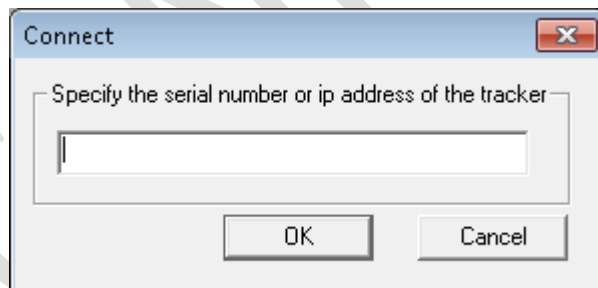 Connect
Specify the serial number or ip address of the tracker
OK
Cancel